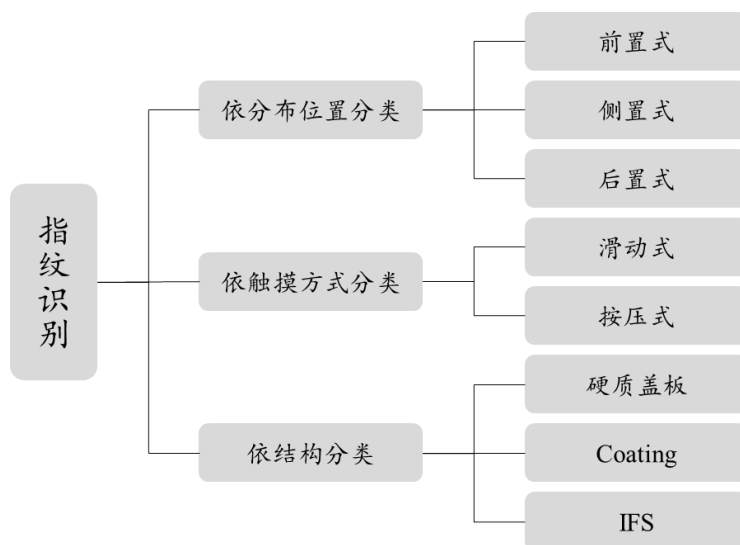 指纹识别
依分布位置分类
前置式
侧置式
后置式
依触摸方式分类
滑动式
按压式
依结构分类
硬质盖板
Coating
IFS